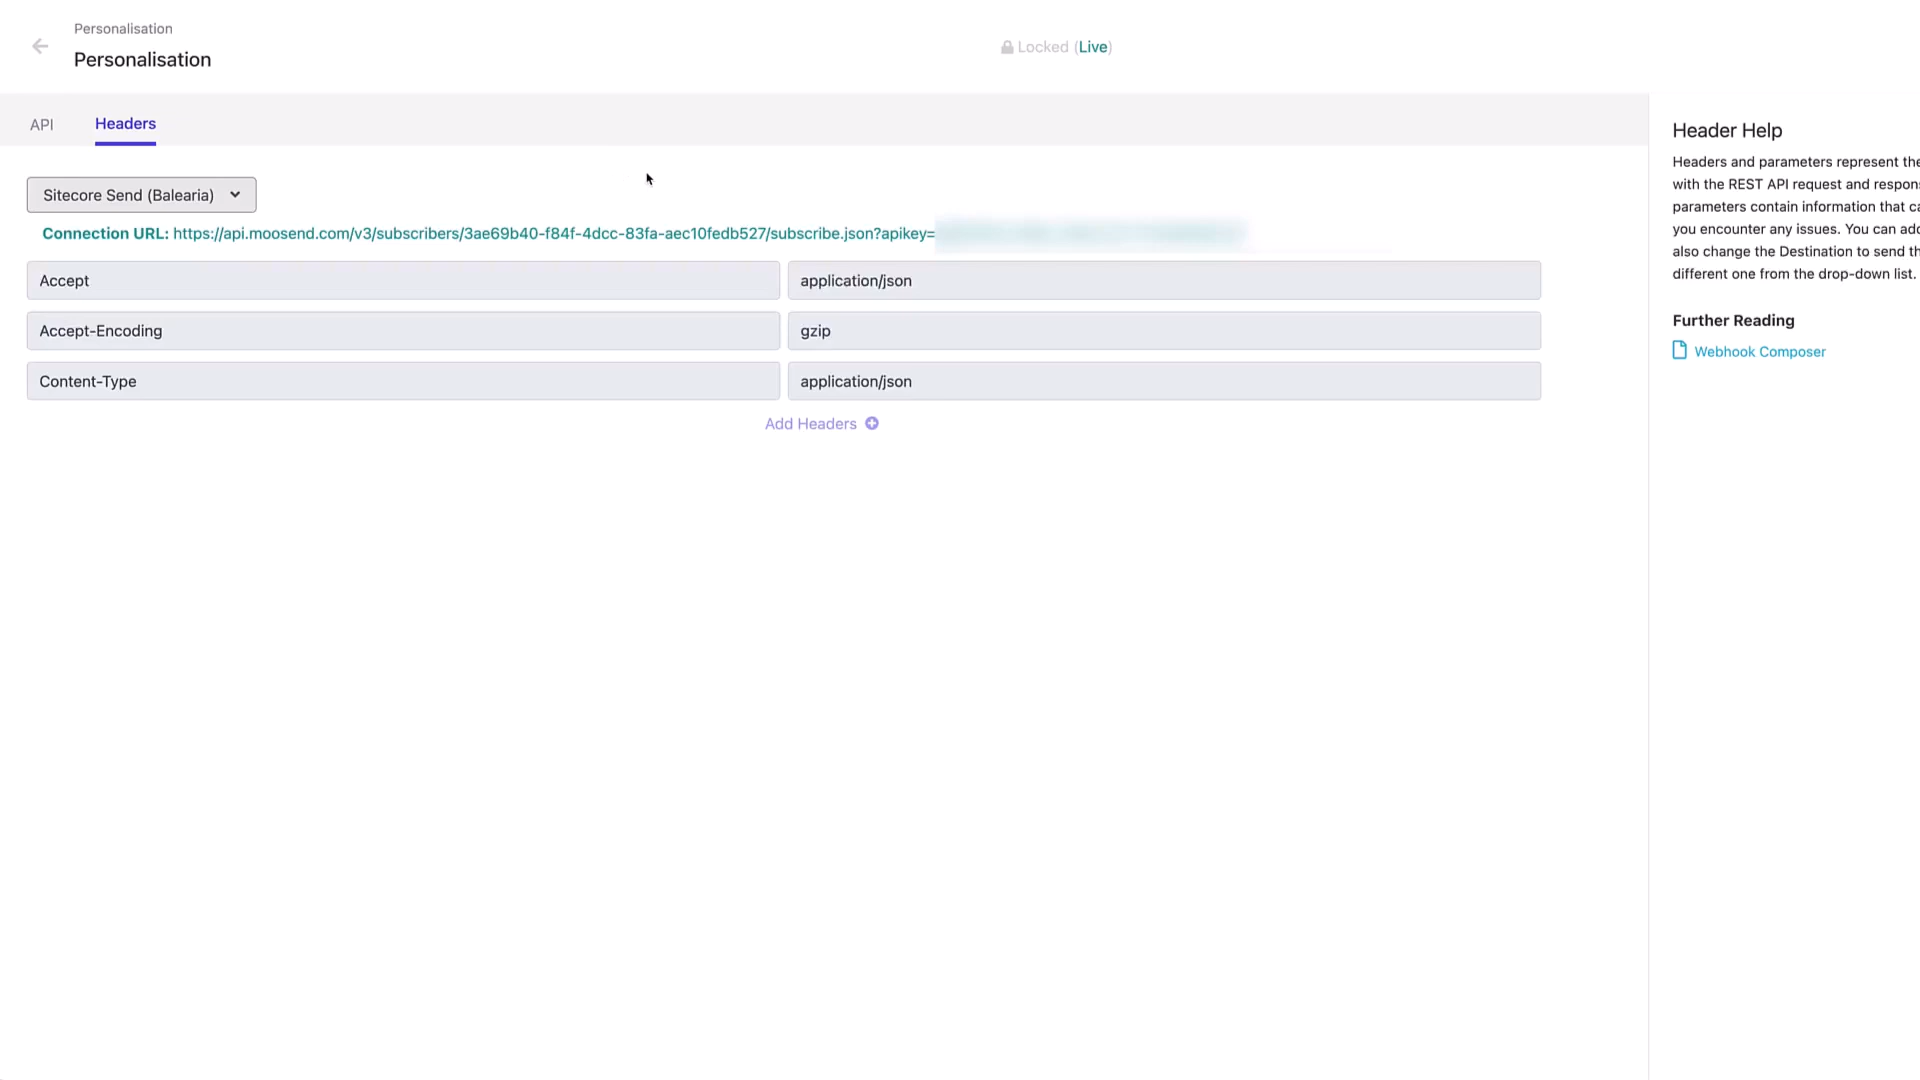 Personalisation
Personalisation
Locked (Live)
API
Headers
Sitecore Send (Balearia)
Connection URL: https://api.moosend.com/v3/subscribers/3ae69b40-f84f-4dcc-83fa-aec10fedb527/subscribe.json?apikey=
Accept
application/json
Accept-Encoding
gzip
Content-Type
application/json
Add Headers
Header Help
Headers and parameters represent the
with the REST API request and respon
parameters contain information that ca
you encounter any issues. You can add
also change the Destination to send th
different one from the drop-down list.
Further Reading
Webhook Composer